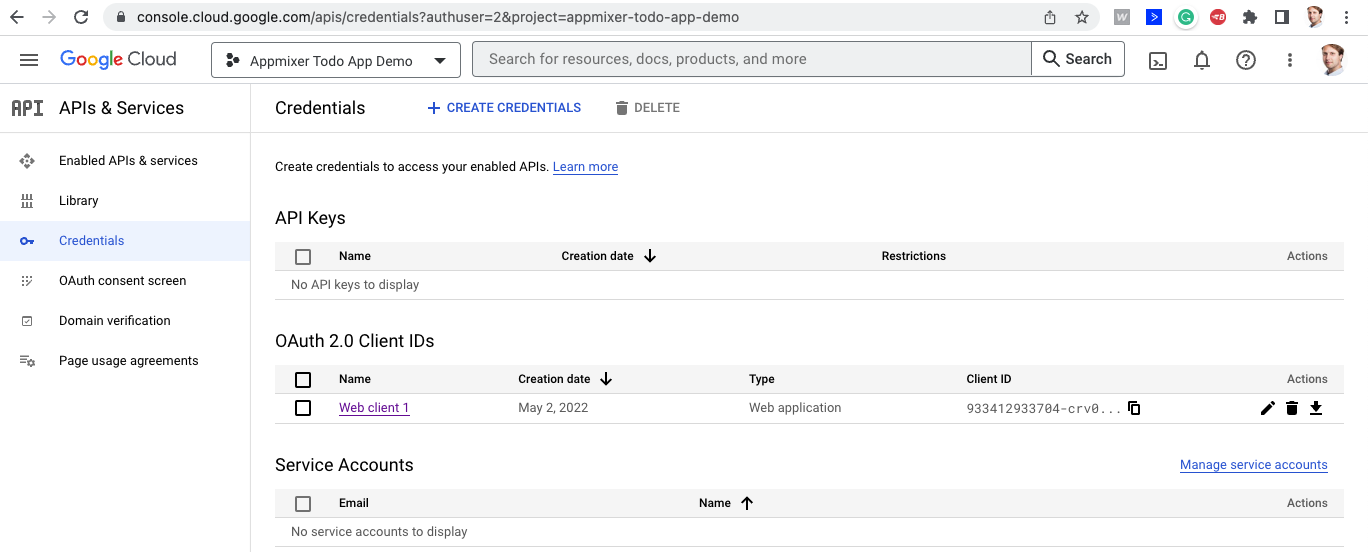 console.cloud.google.com/apis/credentials?authuser=2&project=appmixer-todo-app-demo
Google Cloud
Appmixer Todo App Demo
Search for resources, docs, products, and more
Search
API APIs & Services
Credentials
CREATE CREDENTIALS
DELETE
Enabled APIs & services
Library
Credentials
OAuth consent screen
Domain verification
Page usage agreements
Create credentials to access your enabled APIs. Learn more
API Keys
Name Creation date Restrictions Actions
No API keys to display
OAuth 2.0 Client IDs
Name Creation date Type Client ID Actions
Web client 1 May 2, 2022 Web application 933412933704-crv0...
Service Accounts Manage service accounts
Email Name Actions
No service accounts to display